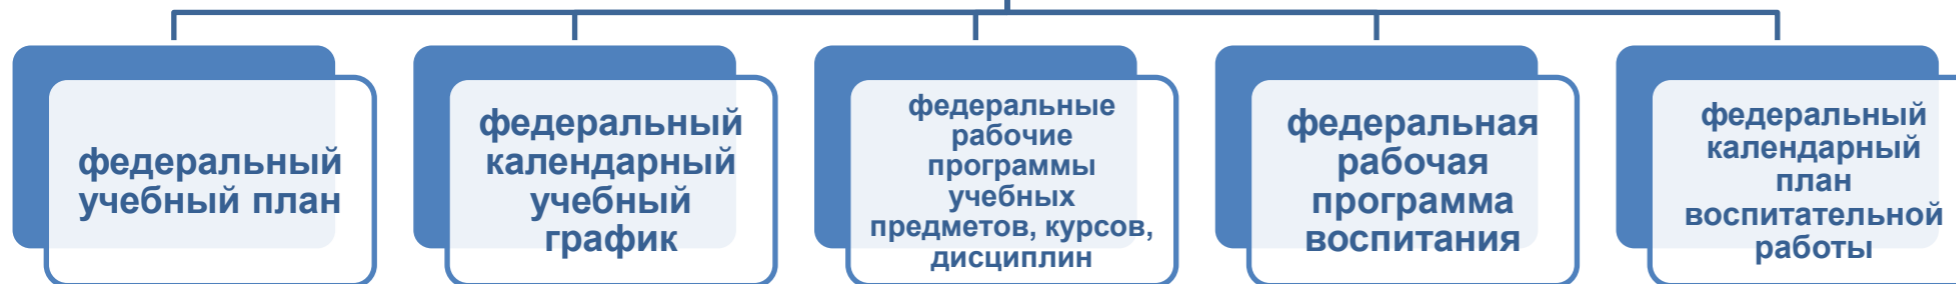 федеральный
учебный план
федеральный
календарный
учебный
график
федеральные
рабочие
программы
учебных
предметов, курсов,
дисциплин
федеральная
рабочая
программа
воспитания
федеральный
календарный
план
воспитательной
работы